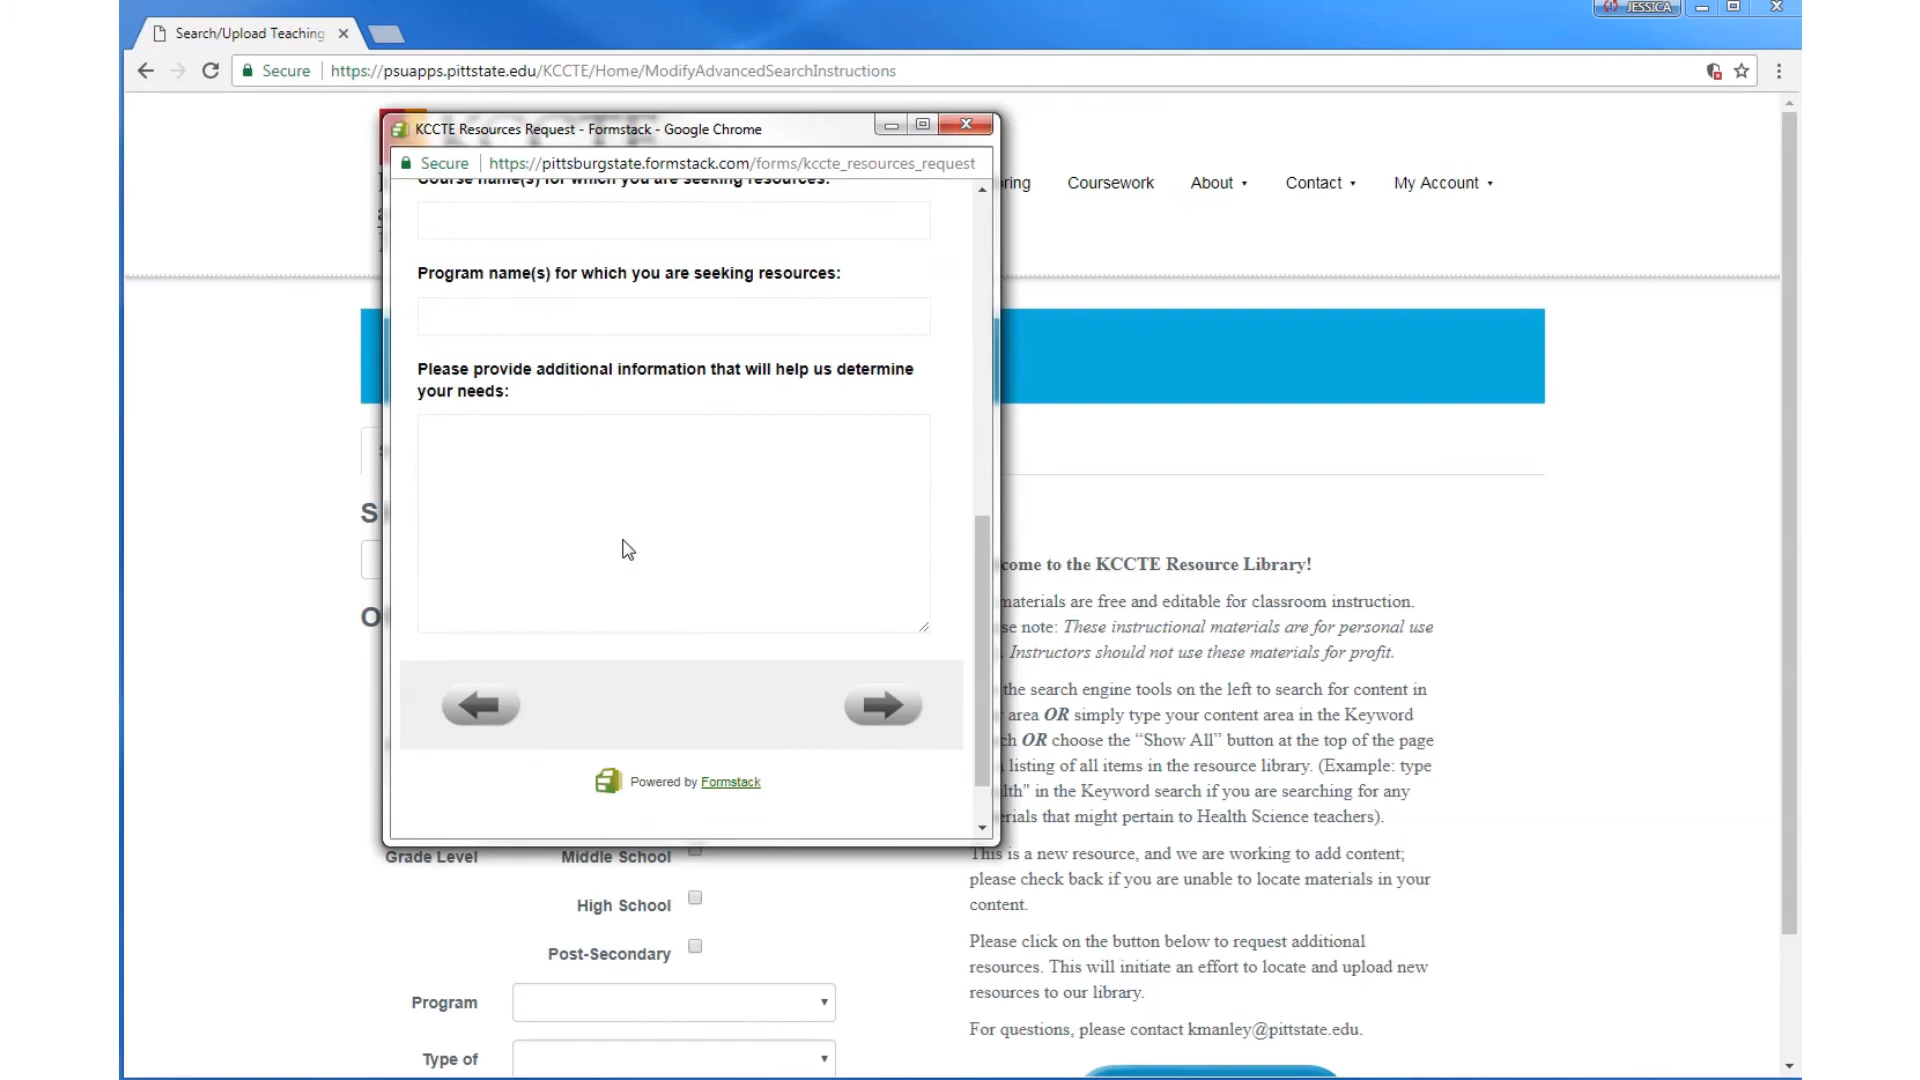 JESSICA
Search/Upload Teaching
Secure https://psuapps.pittstate.edu/KCCTE/Home/ModifyAdvancedSearchInstructions
KCCTE Resources Request - Formstack - Google Chrome
Secure https://pittsburgstate.formstack.com/forms/kccte_resources_request
ring Coursework About Contact My Account
Course name(s) for which you are seeking resources:
Program name(s) for which you are seeking resources:
Please provide additional information that will help us determine
your needs:
Powered by Formstack
S
O
Grade Level Middle School
High School
Post-Secondary
Program
Type of
come to the KCCTE Resource Library!
materials are free and editable for classroom instruction.
se note: These instructional materials are for personal use
Instructors should not use these materials for profit.
the search engine tools on the left to search for content in
area OR simply type your content area in the Keyword
ch OR choose the “Show All” button at the top of the page
listing of all items in the resource library. (Example: type
lth" in the Keyword search if you are searching for any
erials that might pertain to Health Science teachers).
This is a new resource, and we are working to add content;
please check back if you are unable to locate materials in your
content.
Please click on the button below to request additional
resources. This will initiate an effort to locate and upload new
resources to our library.
For questions, please contact kmanley@pittstate.edu.